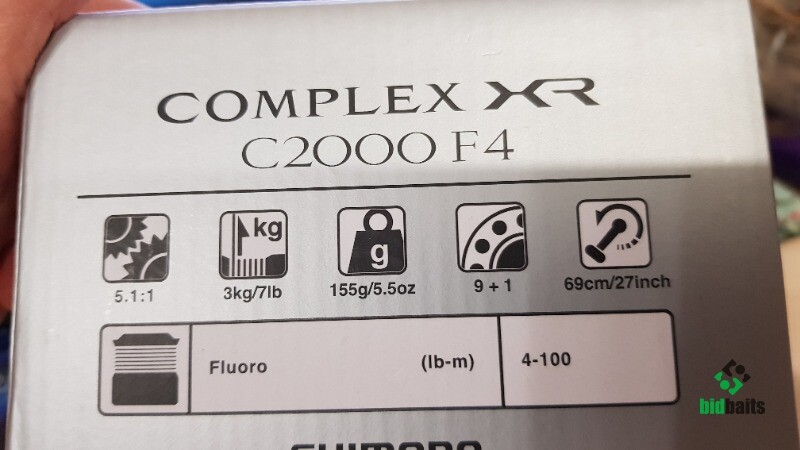 COMPLEX XR
C2000 F4
kg
g
5.1:1
3kg/7lb
155g/5.5oz
9 + 1
69cm/27inch
Fluoro (lb-m) 4-100
bidbaits
SHIMANO